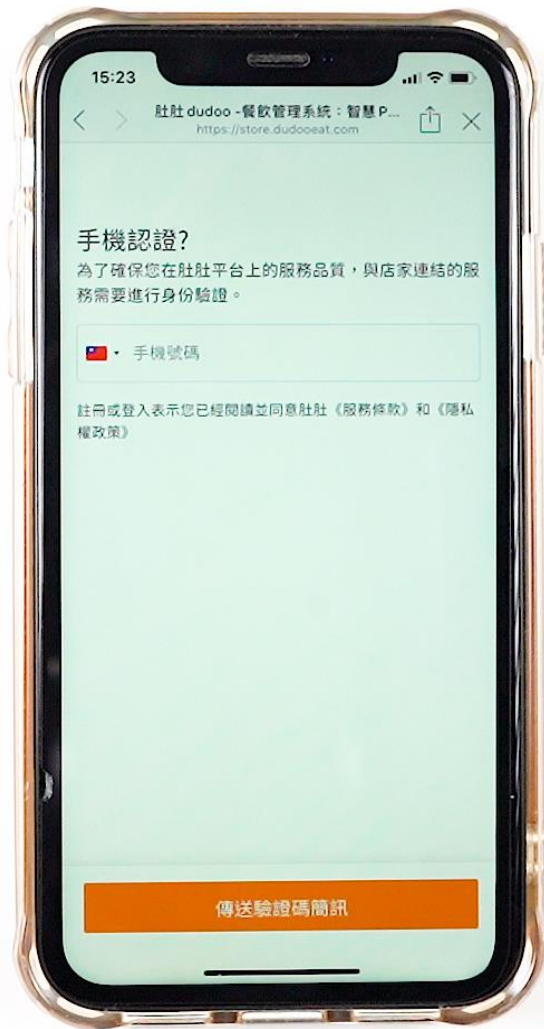 15:23
肚肚 dudoo -餐飲管理系統：智慧 P...
https://store.dudooeat.com
手機認證?
為了確保您在肚肚平台上的服務品質，與店家連結的服
務需要進行身份驗證。
手機號碼
註冊或登入表示您已經閱讀並同意肚肚《服務條款》和《隱私
權政策》
傳送驗證碼簡訊